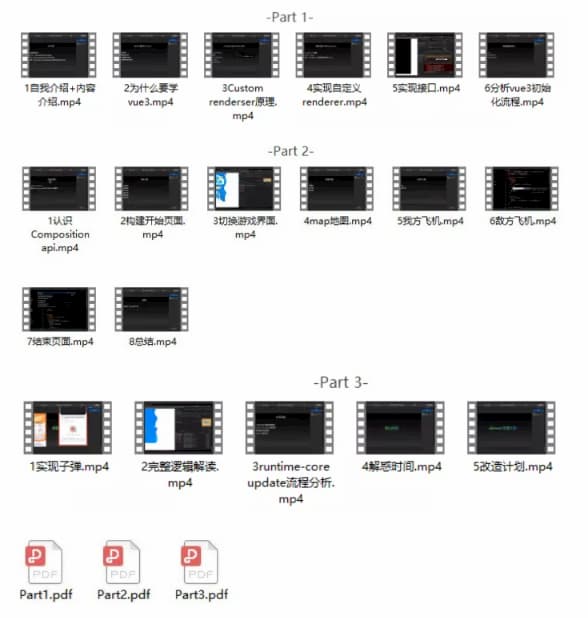 -Part 1-
1自我介绍+内容介绍.mp4
2为什么要学vue3.mp4
3Custom renderser原理.mp4
4实现自定义renderer.mp4
5实现接口.mp4
6分析vue3初始化流程.mp4
-Part 2-
1认识Composition api.mp4
2构建开始页面.mp4
3切换游戏界面.mp4
4map地图.mp4
5我方飞机.mp4
6敌方飞机.mp4
7结束页面.mp4
8总结.mp4
-Part 3-
1实现子弹.mp4
2完整逻辑解读.mp4
3runtime-core update流程分析.mp4
4解惑时间.mp4
5改造计划.mp4
PDF
PDF
PDF
Part1.pdf
Part2.pdf
Part3.pdf